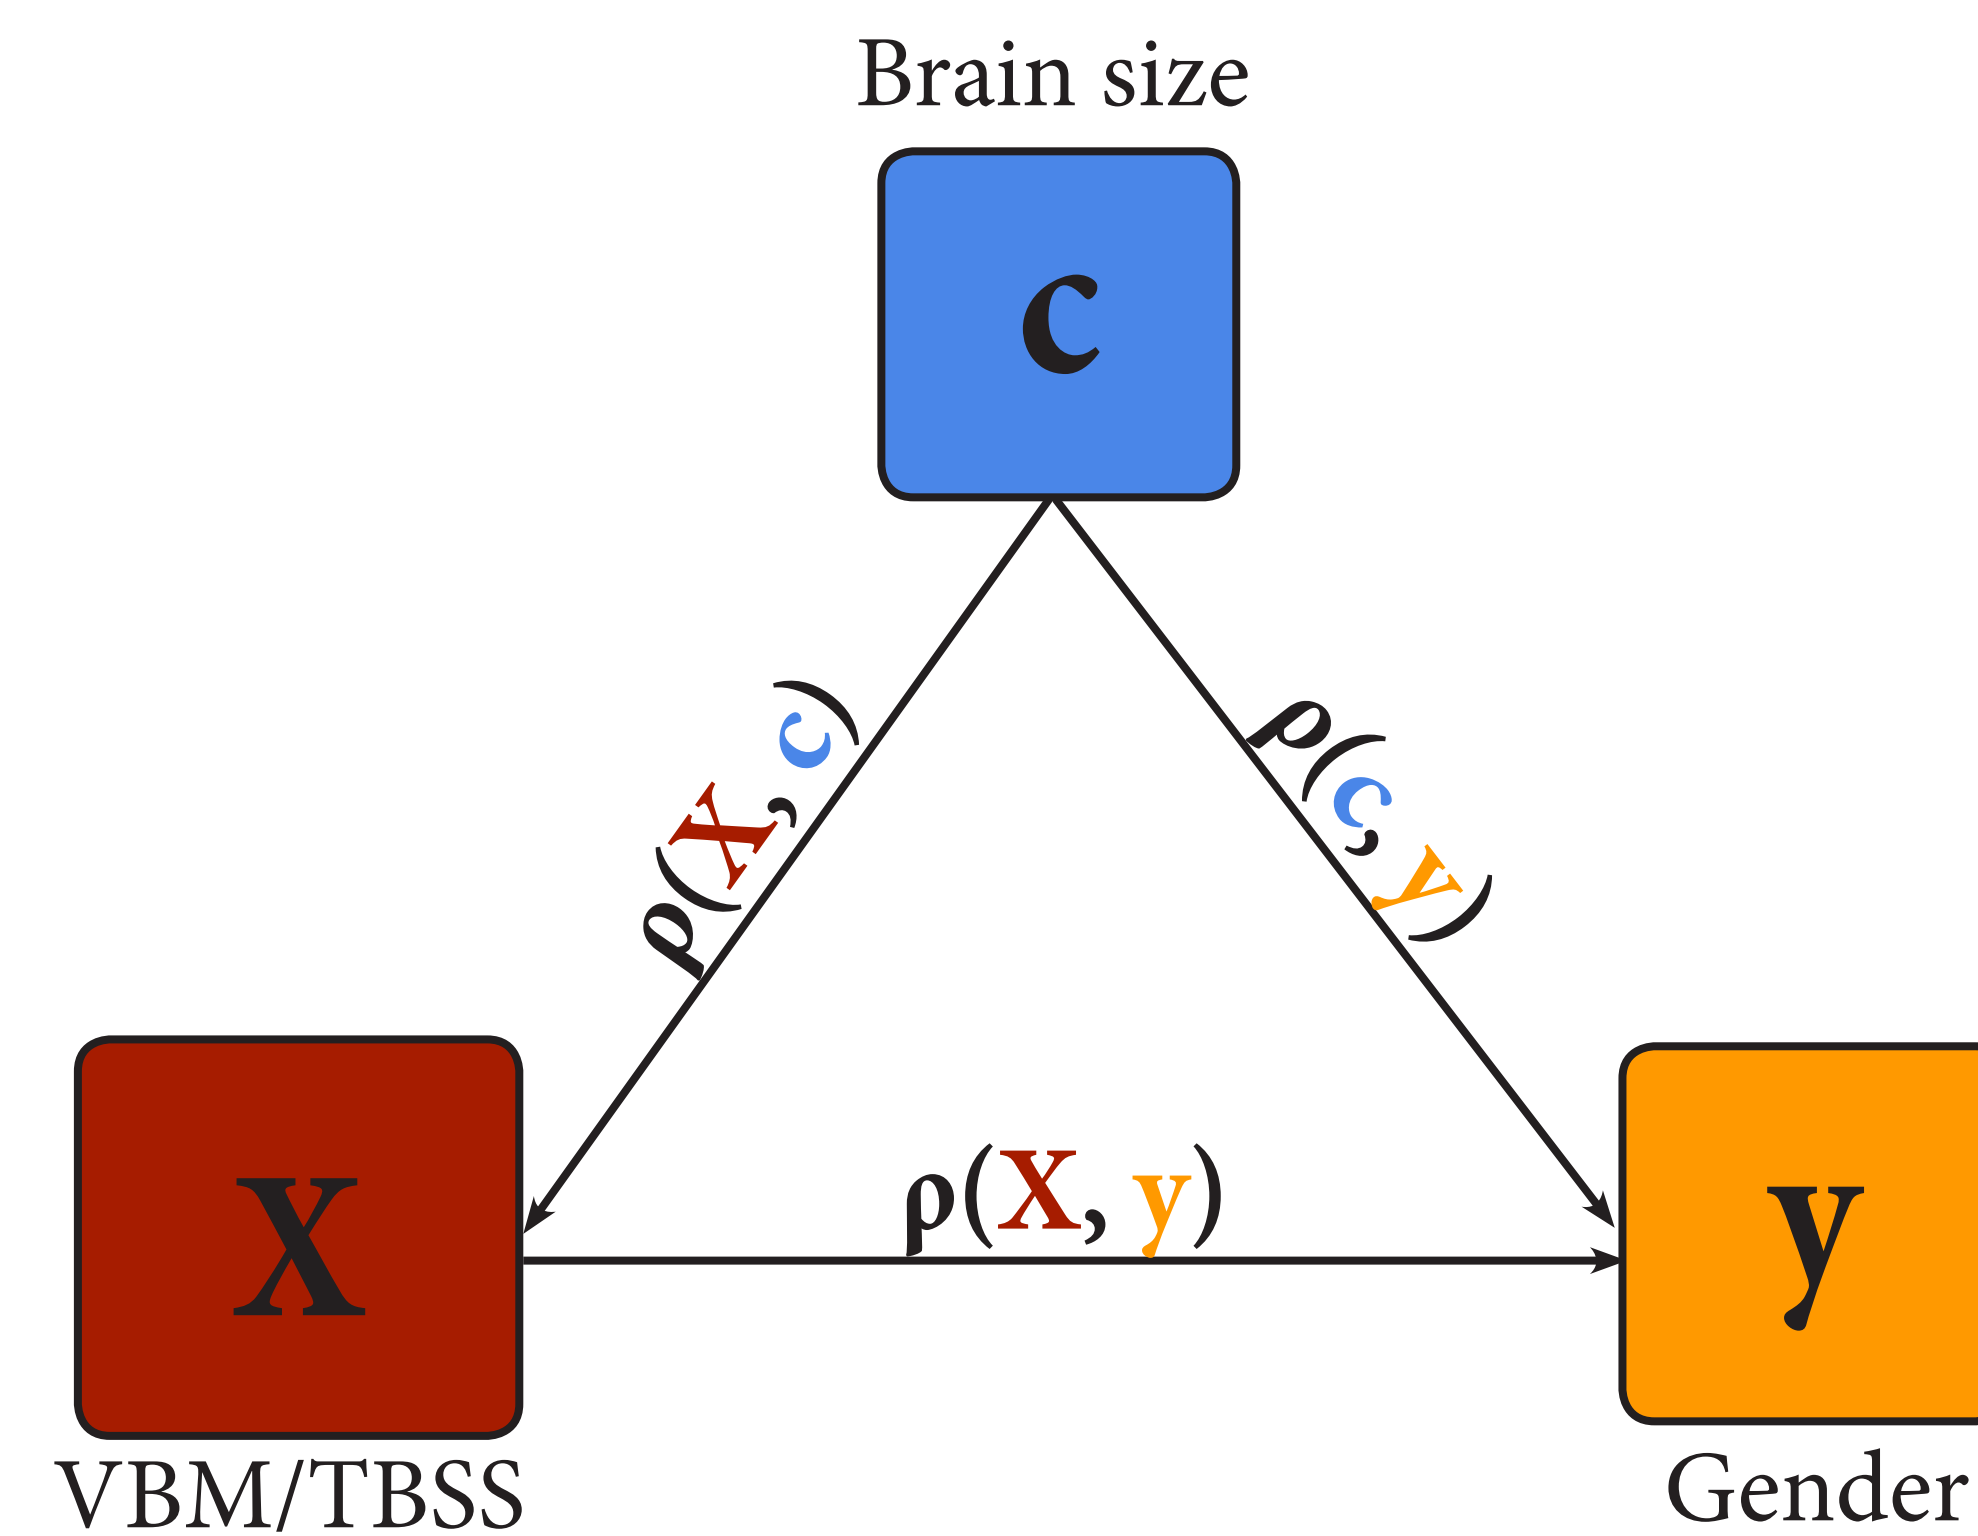 Brain size
c
ρ(X, c)
ρ(c, y)
ρ(X, y)
X
y
VBM/TBSS
Gender